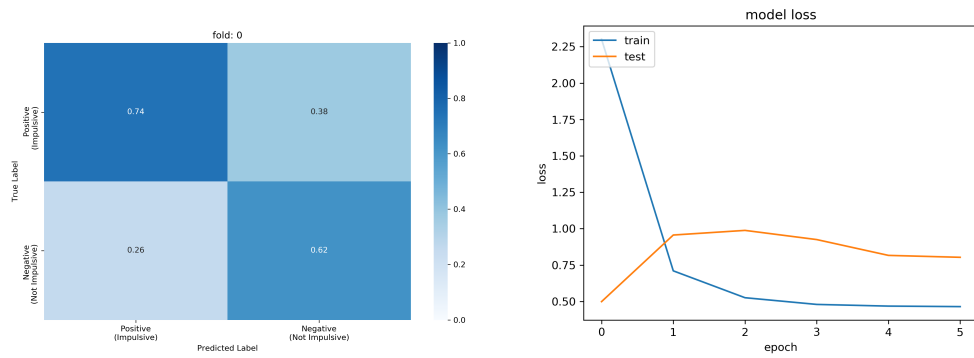 fold: 0
True Label
Positive
(Impulsive)
Negative
(Not Impulsive)
0.74
0.38
0.26
0.62
Positive
(Impulsive)
Negative
(Not Impulsive)
Predicted Label
1.0
0.8
0.6
0.4
0.2
0.0
model loss
train
test
loss
2.25
2.00
1.75
1.50
1.25
1.00
0.75
0.50
0
1
2
3
4
5
epoch